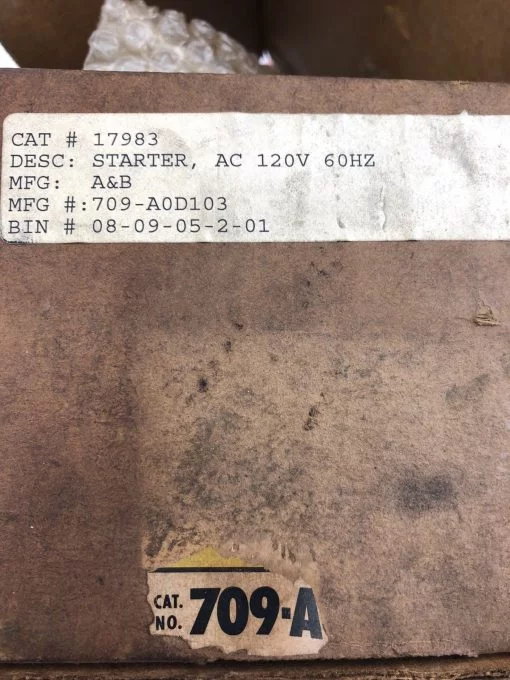 CAT # 17983
DESC: STARTER, AC 120V 60HZ
MFG: A&B
MFG #:709-A0D103
BIN # 08-09-05-2-01
CAT.
NO. 709-A